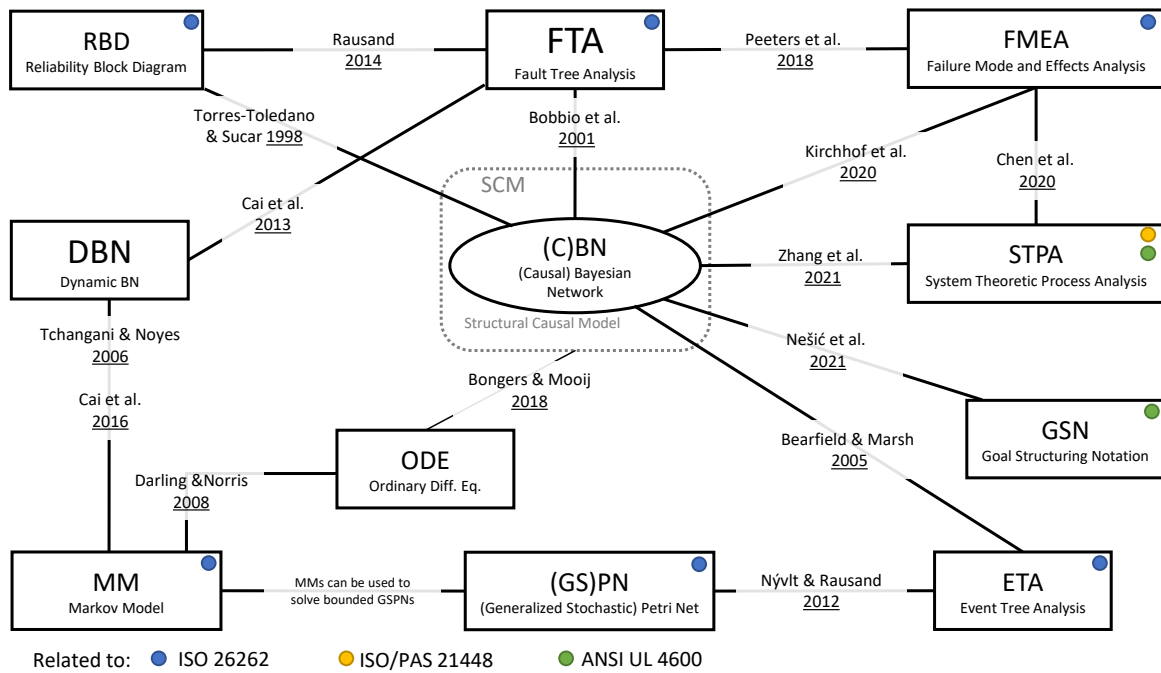 RBD
Reliability Block Diagram
Rausand
2014
FTA
Fault Tree Analysis
Peeters et al.
2018
FMEA
Failure Mode and Effects Analysis
Torres-Toledano
& Sucar 1998
Bobbio et al.
2001
Kirchhof et al.
2020
Chen et al.
2020
Cai et al.
2013
SCM
DBN
Dynamic BN
(C)BN
(Causal) Bayesian
Network
Structural Causal Model
Zhang et al.
2021
STPA
System Theoretic Process Analysis
Tchangani & Noyes
2006
Cai et al.
2016
Bongers & Mooij
2018
Nešić et al.
2021
GSN
Goal Structuring Notation
Bearfield & Marsh
2005
ODE
Ordinary Diff. Eq.
Darling &Norris
2008
MM
Markov Model
MMs can be used to
solve bounded GSPNs
(GS)PN
(Generalized Stochastic) Petri Net
Nývlt & Rausand
2012
ETA
Event Tree Analysis
Related to: ISO 26262 ISO/PAS 21448 ANSI UL 4600